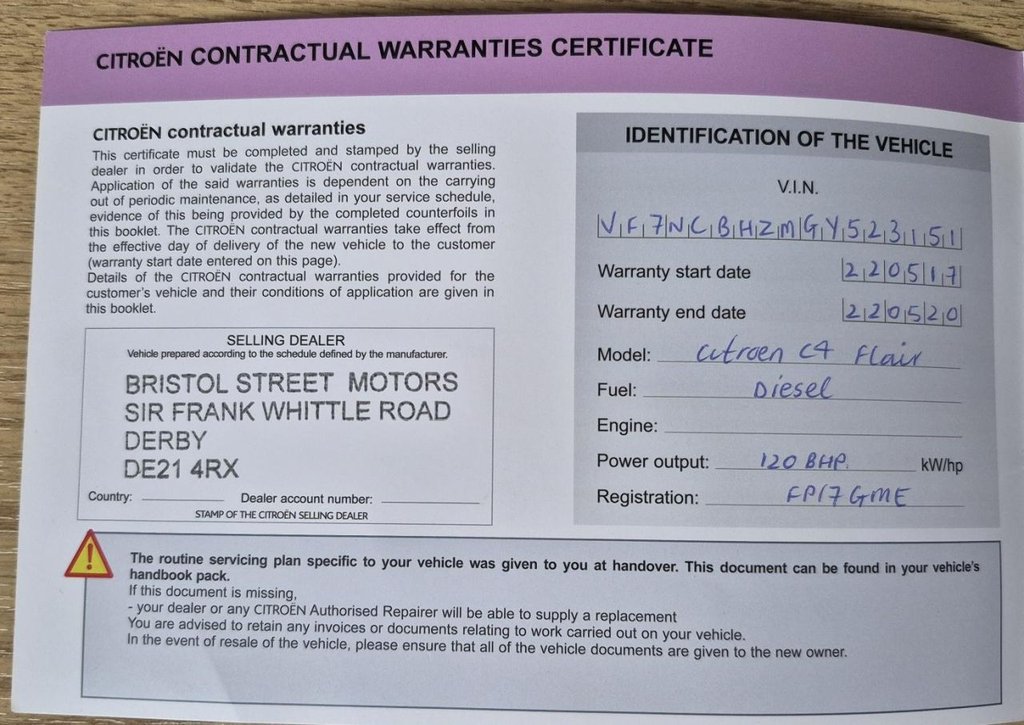 CITROËN CONTRACTUAL WARRANTIES CERTIFICATE
CITROËN contractual warranties
This certificate must be completed and stamped by the selling
dealer in order to validate the CITROËN contractual warranties.
Application of the said warranties is dependent on the carrying
out of periodic maintenance, as detailed in your service schedule,
evidence of this being provided by the completed counterfoils in
this booklet. The CITROËN contractual warranties take effect from
the effective day of delivery of the new vehicle to the customer
(warranty start date entered on this page).
Details of the CITROËN contractual warranties provided for the
customer's vehicle and their conditions of application are given in
this booklet.
SELLING DEALER
Vehicle prepared according to the schedule defined by the manufacturer.
BRISTOL STREET MOTORS
SIR FRANK WHITTLE ROAD
DERBY
DE21 4RX
Country: Dealer account number:
STAMP OF THE CITROËN SELLING DEALER
IDENTIFICATION OF THE VEHICLE
V.I.N.
VF7NCBHZMGY523151
Warranty start date 220517
Warranty end date 220520
Model: Citroen C4 Flair
Fuel: Diesel
Engine:
Power output: 120 BHP. kW/hp
Registration: FP17 GME
The routine servicing plan specific to your vehicle was given to you at handover. This document can be found in your vehicle's
handbook pack.
If this document is missing,
- your dealer or any CITROËN Authorised Repairer will be able to supply a replacement
You are advised to retain any invoices or documents relating to work carried out on your vehicle.
In the event of resale of the vehicle, please ensure that all of the vehicle documents are given to the new owner.